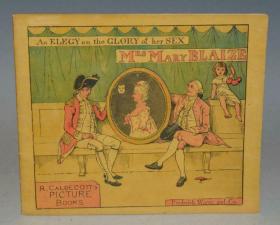 An ELEGY on the GLORY of her SEX
MRS MARY BLAIZE
R. CALDECOTT'S
PICTURE
BOOKS
Frederick Warne and Co.